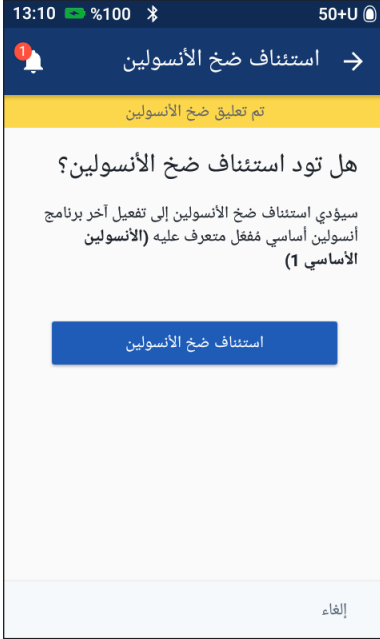 13:10 %100 50+U
1
استئناف ضخ الأنسولين
تم تعليق ضخ الأنسولين
هل تود استئناف ضخ الأنسولين؟
سيؤدي استئناف ضخ الأنسولين إلى تفعيل آخر برنامج
أنسولين أساسي مُفعّل متعرف عليه (الأنسولين
الأساسي 1)
استئناف ضخ الأنسولين
إلغاء